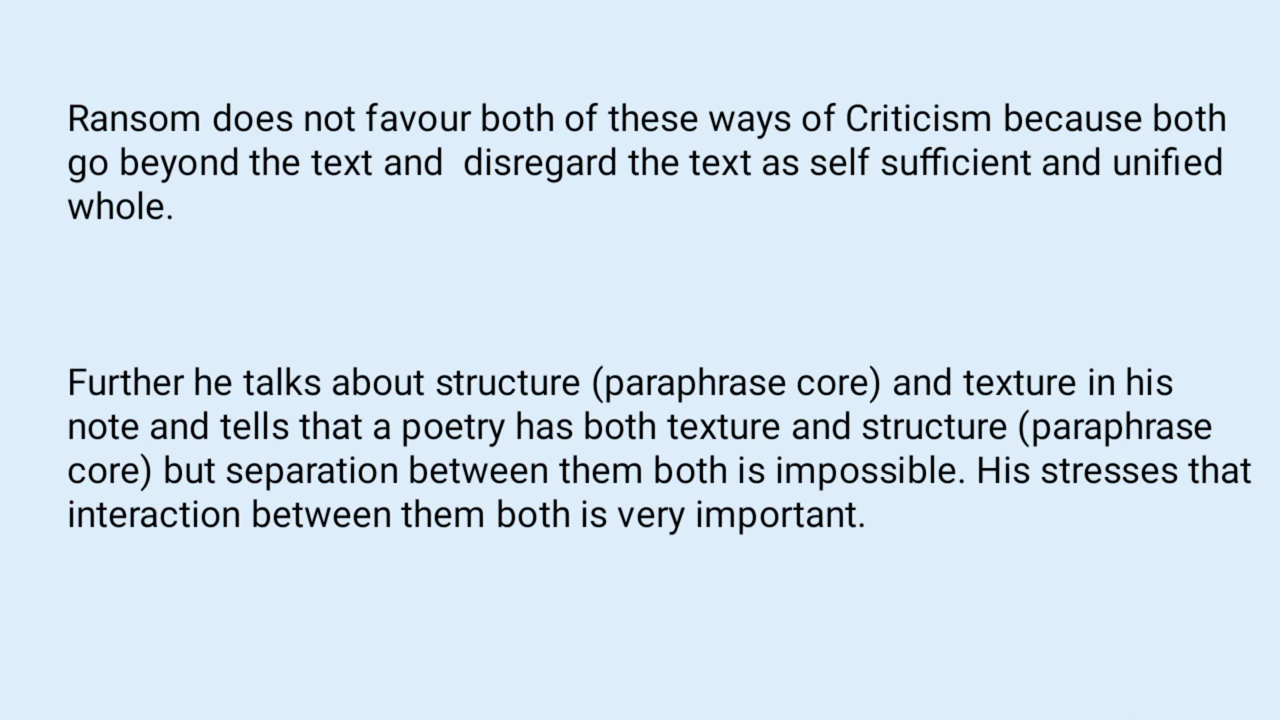 Ransom does not favour both of these ways of Criticism because both
go beyond the text and  disregard the text as self sufficient and unified
whole.
Further he talks about structure (paraphrase core) and texture in his
note and tells that a poetry has both texture and structure (paraphrase
core) but separation between them both is impossible. His stresses that
interaction between them both is very important.